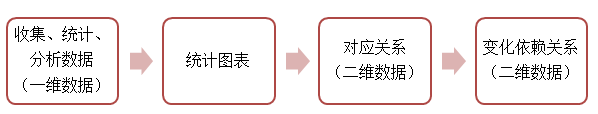 收集、统计、
分析数据
（一维数据）
统计图表
对应关系
（二维数据）
变化依赖关系
（二维数据）